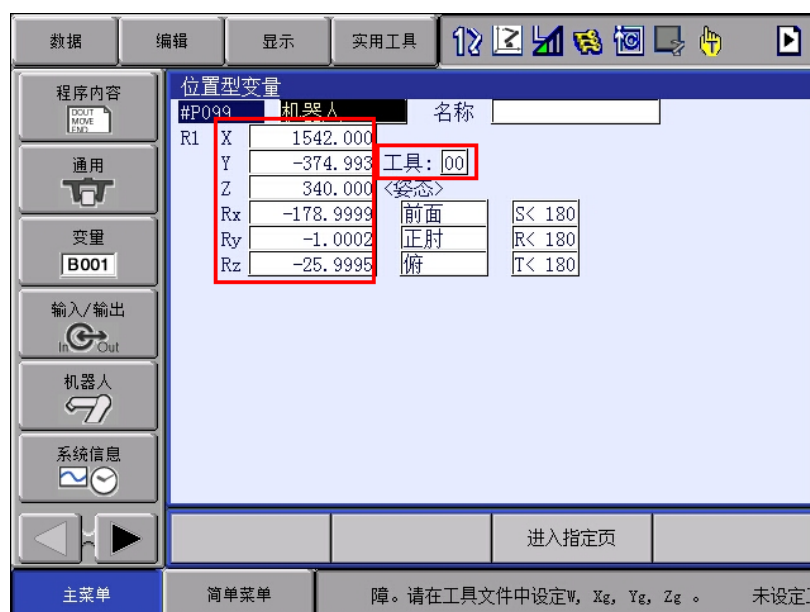 数据 编辑 显示 实用工具
程序内容
DOUT
MOVE
END
通用
变量
B001
输入/输出
In Out
机器人
系统信息
位置型变量
#P099 机器人 名称
R1 X 1542.000
Y -374.993 工具: 00
Z 340.000 <姿态>
Rx -178.9999 前面 S< 180
Ry -1.0002 正肘 R< 180
Rz -25.9995 俯 T< 180
进入指定页
主菜单 简单菜单 障。请在工具文件中设定W, Xg, Yg, Zg 。 未设定